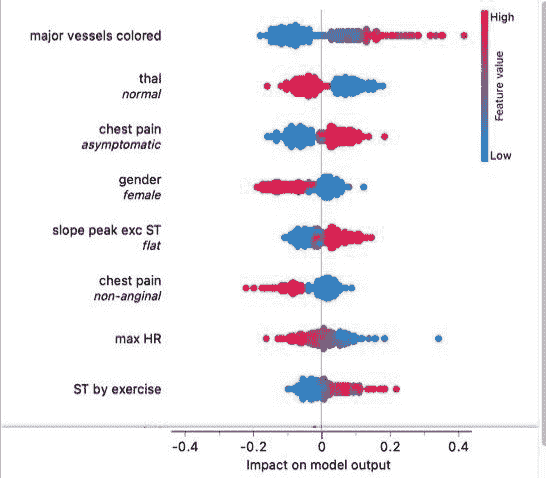 major vessels colored
thal
normal
chest pain
asymptomatic
gender
female
slope peak exc ST
flat
chest pain
non-anginal
max HR
ST by exercise
High
Feature value
Low
-0.4 -0.2 0 0.2 0.4
Impact on model output